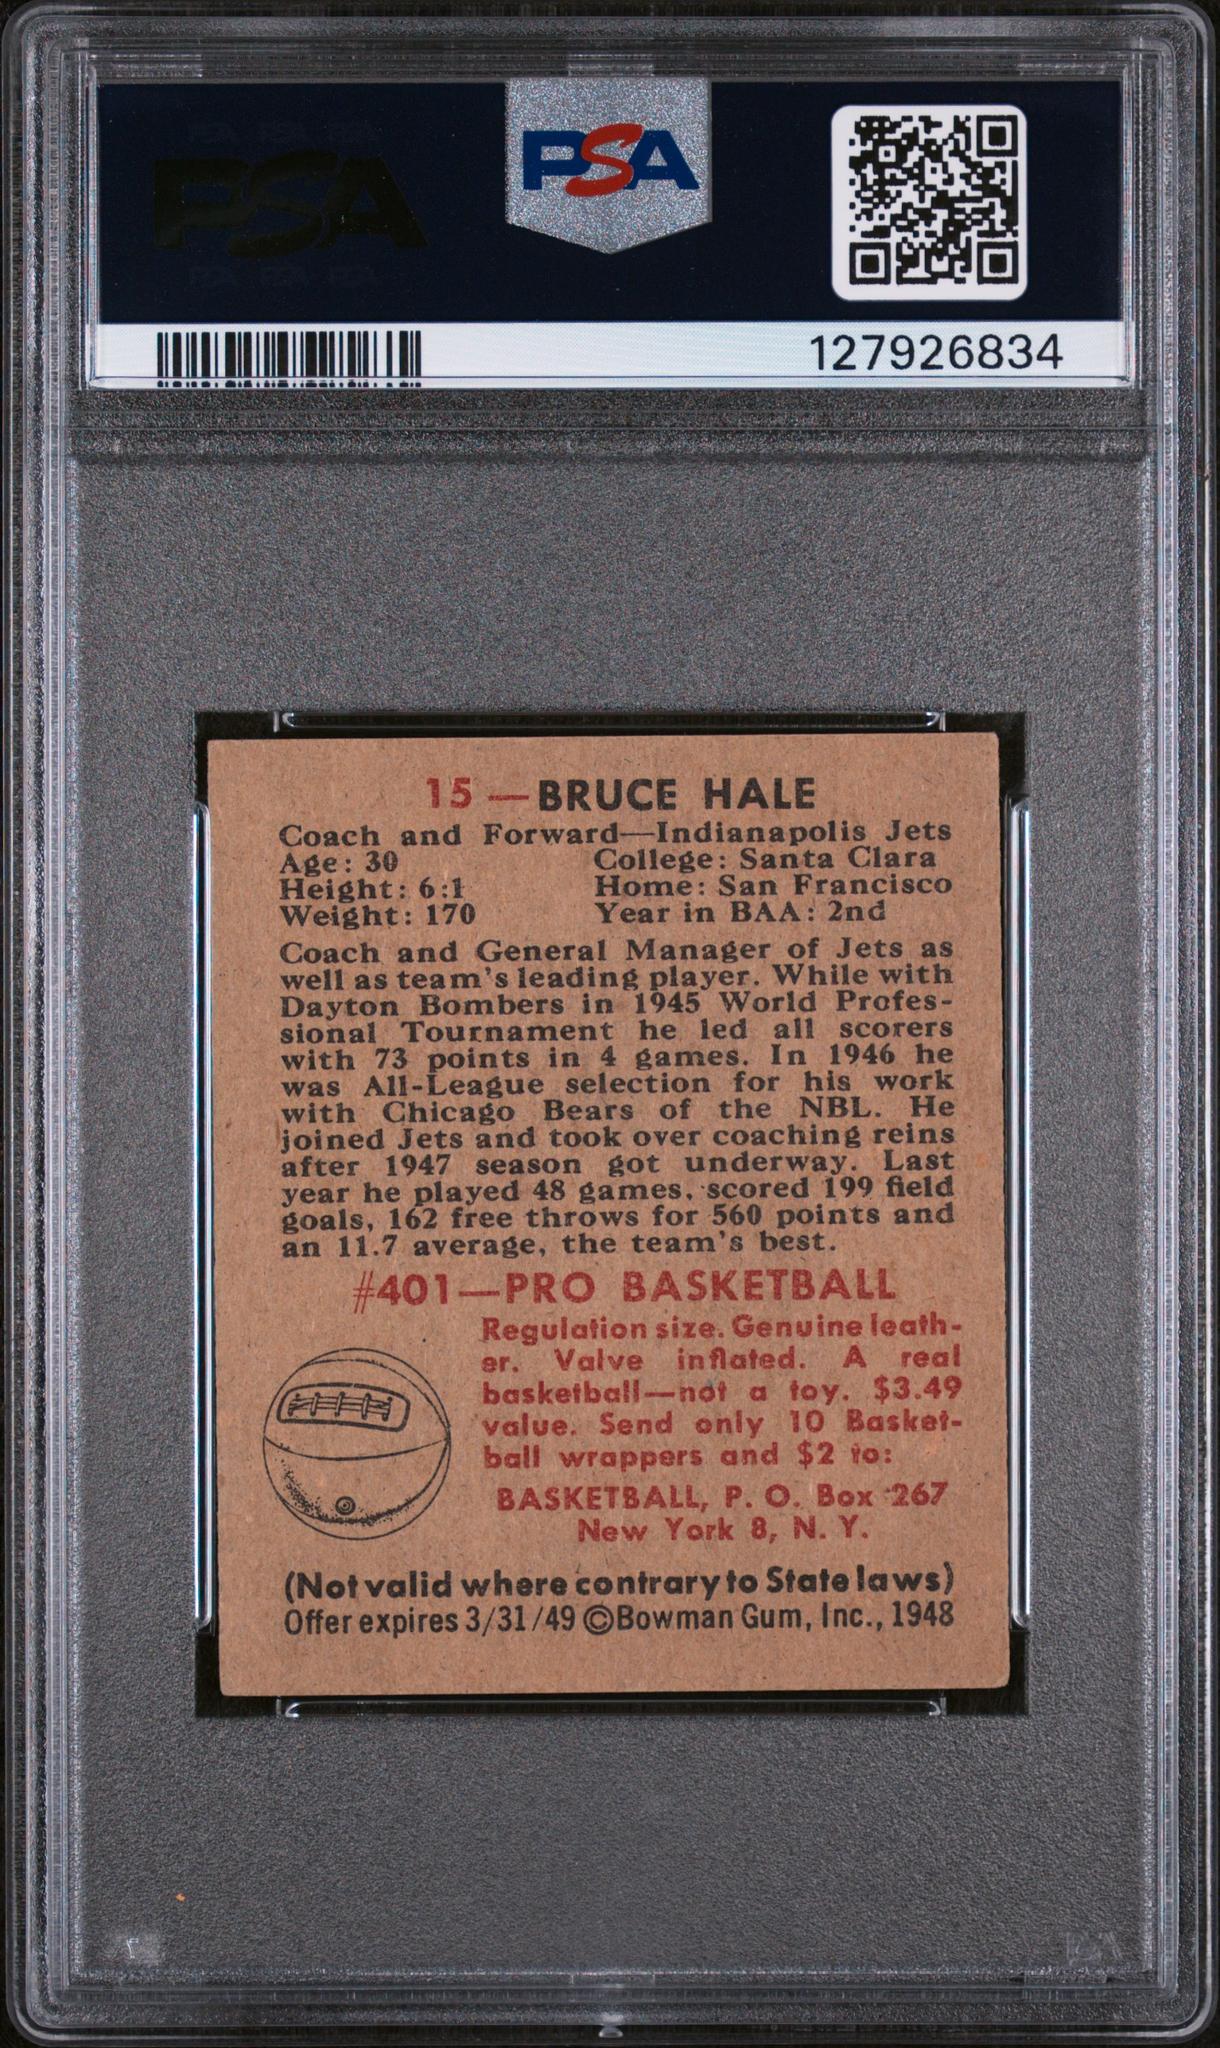 PSA
PSA
127926834
15 — BRUCE HALE
Coach and Forward—Indianapolis Jets
Age: 30 College: Santa Clara
Height: 6:1 Home: San Francisco
Weight: 170 Year in BAA: 2nd
Coach and General Manager of Jets as
well as team's leading player. While with
Dayton Bombers in 1945 World Profes-
sional Tournament he led all scorers
with 73 points in 4 games. In 1946 he
was All-League selection for his work
with Chicago Bears of the NBL. He
joined Jets and took over coaching reins
after 1947 season got underway. Last
year he played 48 games, scored 199 field
goals, 162 free throws for 560 points and
an 11.7 average, the team's best.
#401—PRO BASKETBALL
Regulation size. Genuine leath-
er. Valve inflated. A real
basketball—not a toy. $3.49
value. Send only 10 Basket-
ball wrappers and $2 to:
BASKETBALL, P. O. Box 267
New York 8, N. Y.
(Not valid where contrary to State laws)
Offer expires 3/31/49 ©Bowman Gum, Inc., 1948